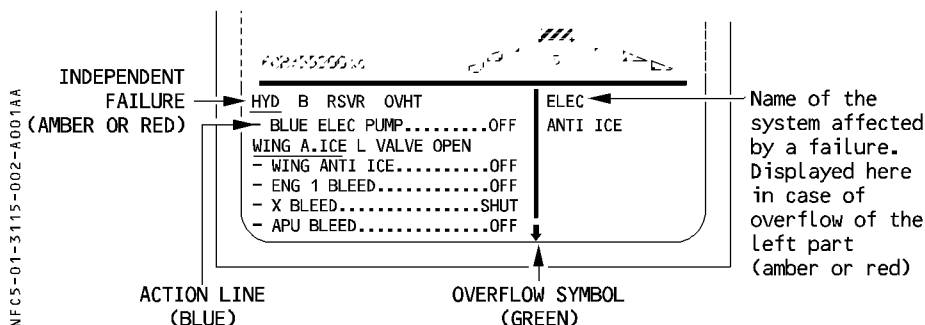 INDEPENDENT
FAILURE
(AMBER OR RED)
HYD B RSVR OVHT
- BLUE ELEC PUMP.........OFF
WING A.ICE L VALVE OPEN
- WING ANTI ICE..........OFF
- ENG 1 BLEED............OFF
- X BLEED...............SHUT
- APU BLEED..............OFF
ELEC
ANTI ICE
Name of the
system affected
by a failure.
Displayed here
in case of
overflow of the
left part
(amber or red)
ACTION LINE
(BLUE)
OVERFLOW SYMBOL
(GREEN)
NFC5-01-3115-002-A001AA